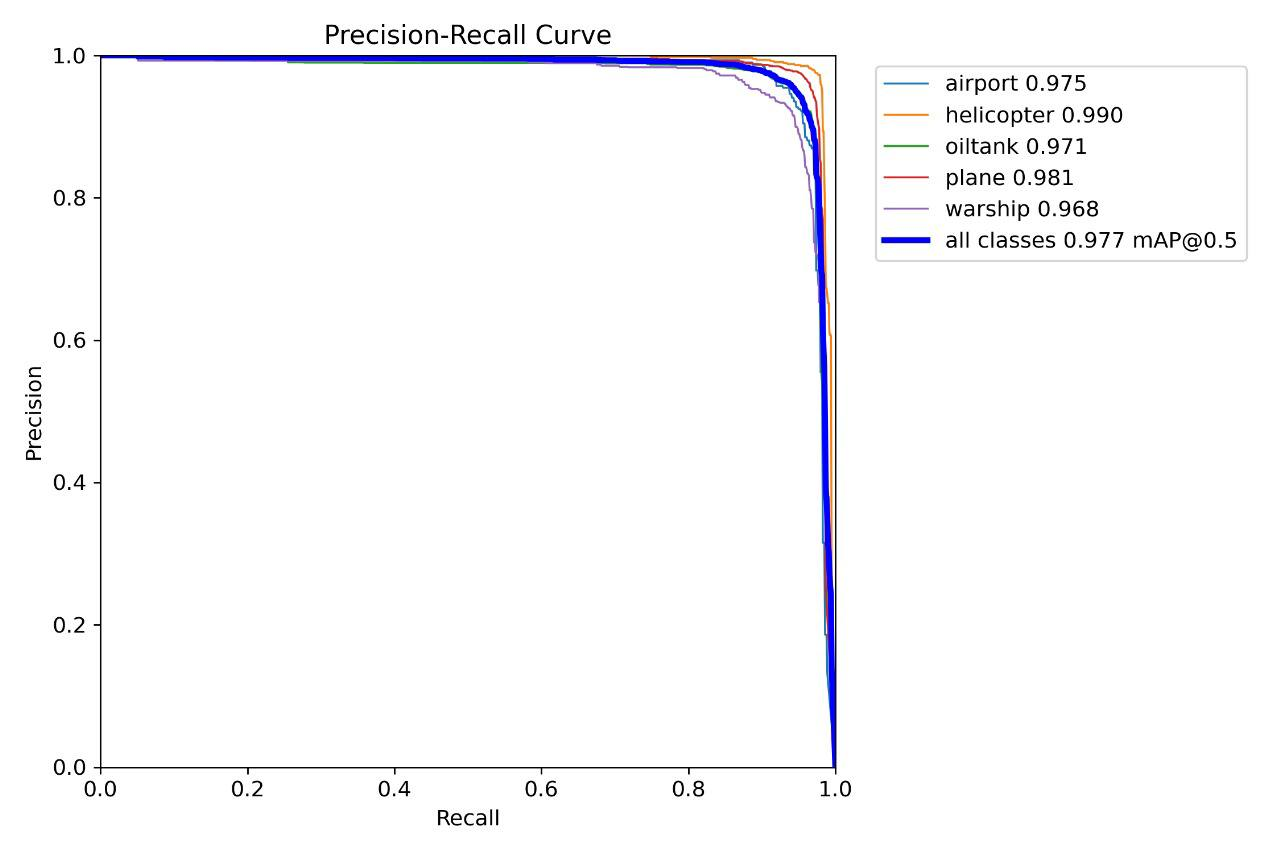 Precision-Recall Curve
1.0
0.8
0.6
0.4
0.2
0.0
Precision
0.0 0.2 0.4 0.6 0.8 1.0
Recall
airport 0.975
helicopter 0.990
oiltank 0.971
plane 0.981
warship 0.968
all classes 0.977 mAP@0.5